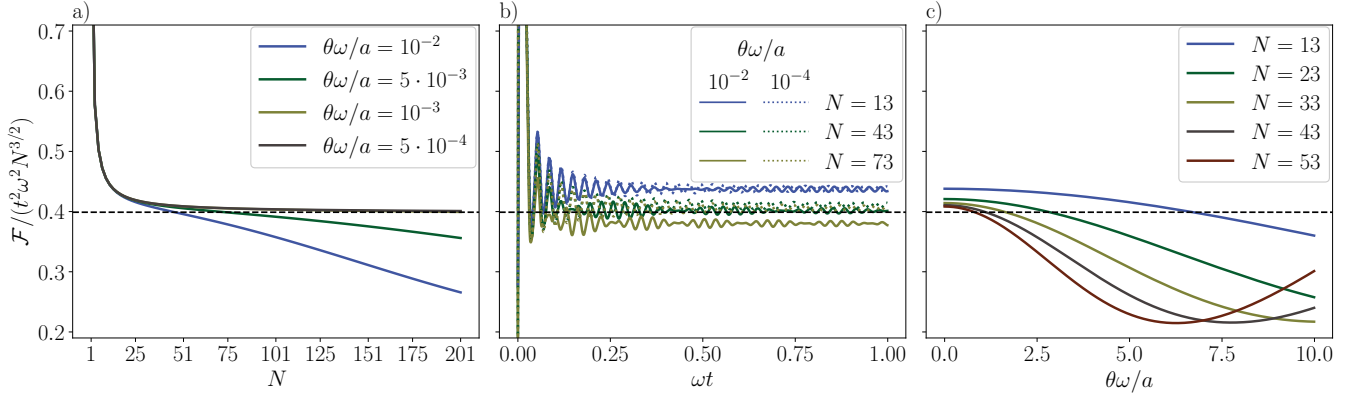 a)
b)
c)
ℱ/(t²ω²N^{3/2})
0.7
0.6
0.5
0.4
0.3
0.2
θω/a = 10⁻²
θω/a = 5 · 10⁻³
θω/a = 10⁻³
θω/a = 5 · 10⁻⁴
1 25 51 75 101 125 151 175 201
N
θω/a
10⁻² 10⁻⁴
N = 13
N = 43
N = 73
0.00 0.25 0.50 0.75 1.00
ωt
N = 13
N = 23
N = 33
N = 43
N = 53
0.0 2.5 5.0 7.5 10.0
θω/a